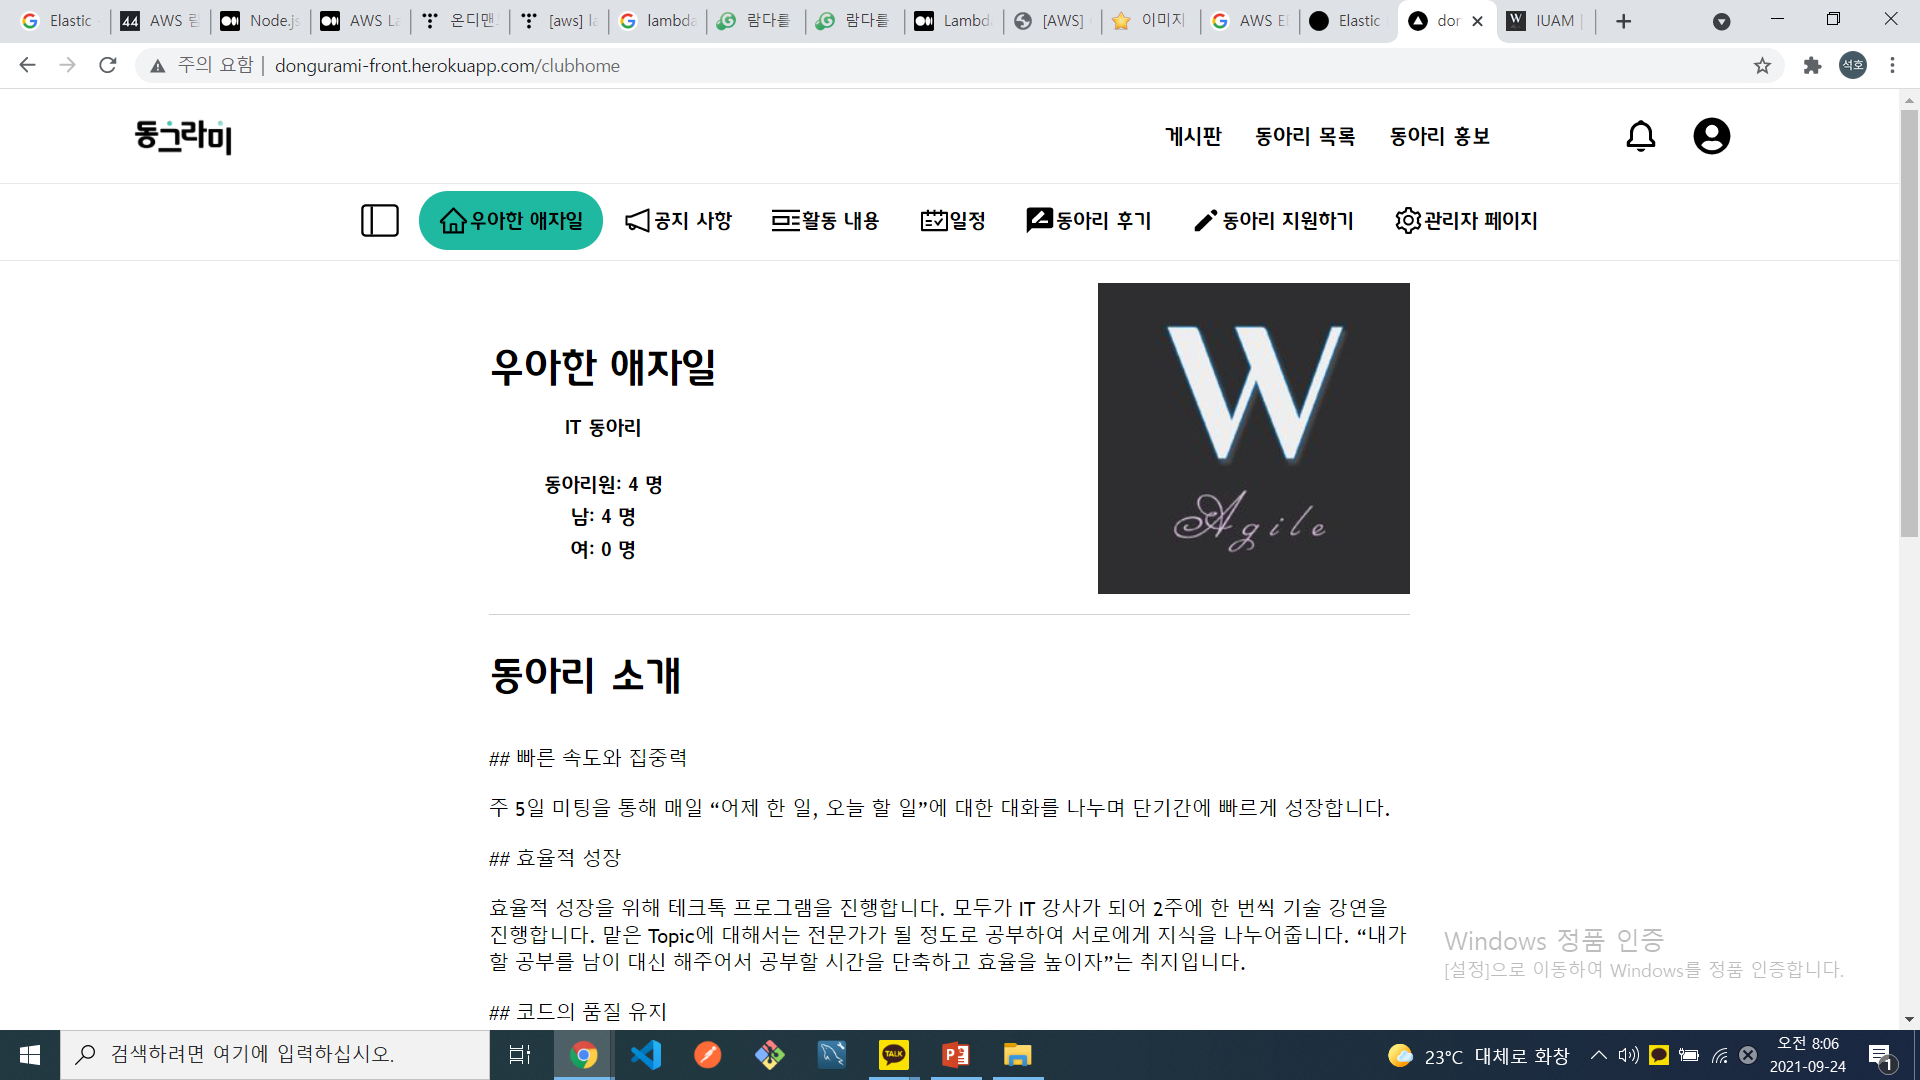 Elastic
44 AWS 람
Node.js
AWS La
온디맨
[aws] la
lambda
람다를
람다를
Lambd
[AWS]
이미지
AWS El
Elastic
don
IUAM |
주의 요함 | dongurami-front.herokuapp.com/clubhome
석호
동그라미
게시판 동아리 목록 동아리 홍보
우아한 애자일 공지 사항 활동 내용 일정 동아리 후기 동아리 지원하기 관리자 페이지
우아한 애자일
IT 동아리
동아리원: 4 명
남: 4 명
여: 0 명
W
Agile
동아리 소개
## 빠른 속도와 집중력
주 5일 미팅을 통해 매일 “어제 한 일, 오늘 할 일”에 대한 대화를 나누며 단기간에 빠르게 성장합니다.
## 효율적 성장
효율적 성장을 위해 테크톡 프로그램을 진행합니다. 모두가 IT 강사가 되어 2주에 한 번씩 기술 강연을
진행합니다. 맡은 Topic에 대해서는 전문가가 될 정도로 공부하여 서로에게 지식을 나누어줍니다. “내가
할 공부를 남이 대신 해주어서 공부할 시간을 단축하고 효율을 높이자”는 취지입니다.
## 코드의 품질 유지
Windows 정품 인증
[설정]으로 이동하여 Windows를 정품 인증합니다.
검색하려면 여기에 입력하십시오.
TALK
23°C 대체로 화창
오전 8:06
2021-09-24
1